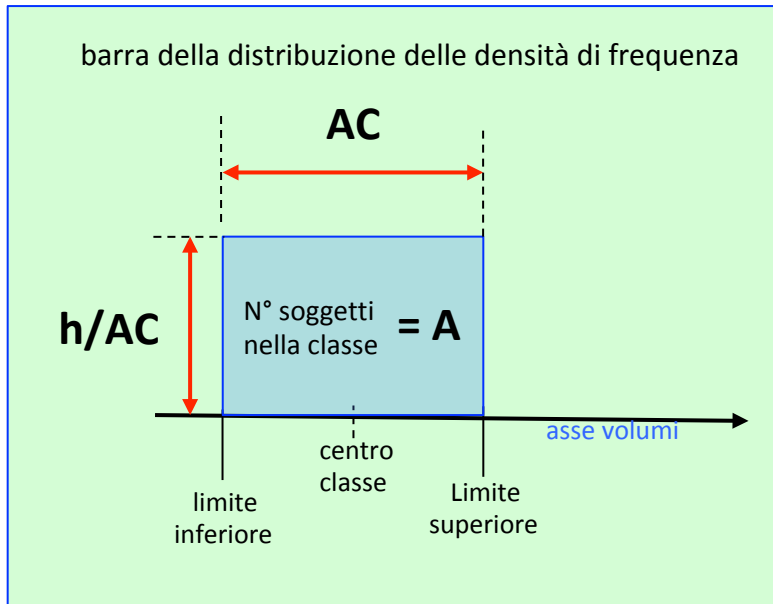 barra della distribuzione delle densità di frequenza
AC
h/AC
N° soggetti
nella classe
= A
asse volumi
centro
classe
limite
inferiore
Limite
superiore